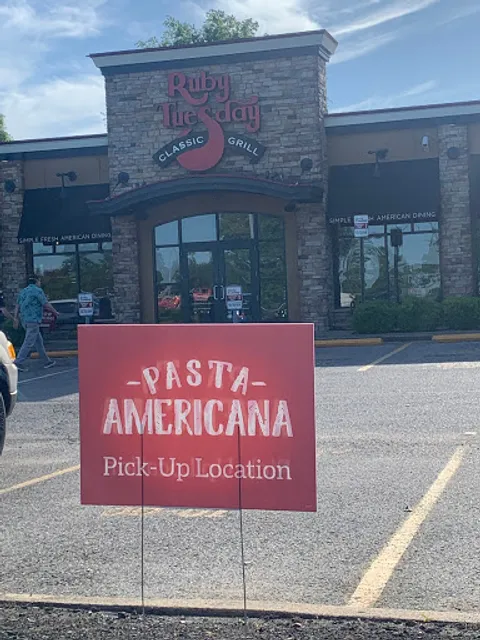 Ruby
Tuesday
CLASSIC GRILL
SIMPLE FRESH AMERICAN DINING
SIMPLE FRESH AMERICAN DINING
-PASTA-
AMERICANA
Pick-Up Location